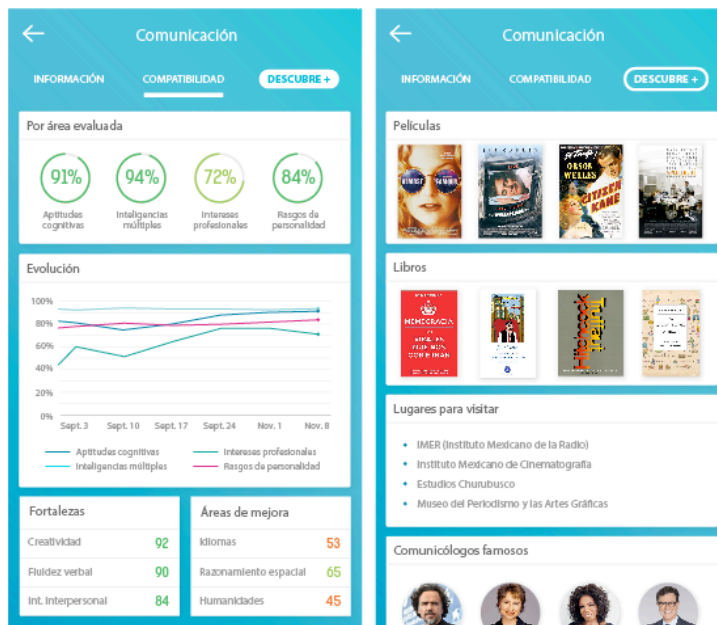 Comunicación
INFORMACIÓN
COMPATIBILIDAD
DESCUBRE +
Por área evaluada
91%
94%
72%
84%
Aptitudes
cognitivas
Inteligencias
múltiples
Intereses
profesionales
Rasgos de
personalidad
Evolución
100%
80%
60%
40%
20%
0%
Sept. 3
Sept. 10
Sept. 17
Sept. 24
Nov. 1
Nov. 8
Aptitudes cognitivas
Intereses profesionales
Inteligencias múltiples
Rasgos de personalidad
Fortalezas
Creatividad 92
Fluidez verbal 90
Int. Interpersonal 84
Áreas de mejora
Idiomas 53
Razonamiento espacial 65
Humanidades 45
Comunicación
INFORMACIÓN
COMPATIBILIDAD
DESCUBRE +
Películas
ALMOST FAMOUS
ORSON
WELLES
CITIZEN
KANE
Libros
MEMECRACIA
GOBIERNAN
Hitchcock
Truffaut
Lugares para visitar
IMER (Instituto Mexicano de la Radio)
Instituto Mexicano de Cinematografía
Estudios Churubusco
Museo del Periodismo y las Artes Gráficas
Comunicólogos famosos